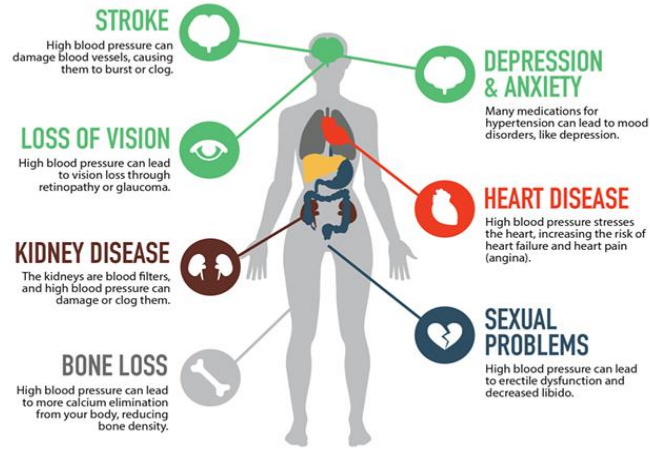 STROKE
High blood pressure can
damage blood vessels, causing
them to burst or clog.
LOSS OF VISION
High blood pressure can lead
to vision loss through
retinopathy or glaucoma.
KIDNEY DISEASE
The kidneys are blood filters,
and high blood pressure can
damage or clog them.
BONE LOSS
High blood pressure can lead
to more calcium elimination
from your body, reducing
bone density.
DEPRESSION
& ANXIETY
Many medications for
hypertension can lead to mood
disorders, like depression.
HEART DISEASE
High blood pressure stresses
the heart, increasing the risk of
heart failure and heart pain
(angina).
SEXUAL
PROBLEMS
High blood pressure can lead
to erectile dysfunction and
decreased libido.